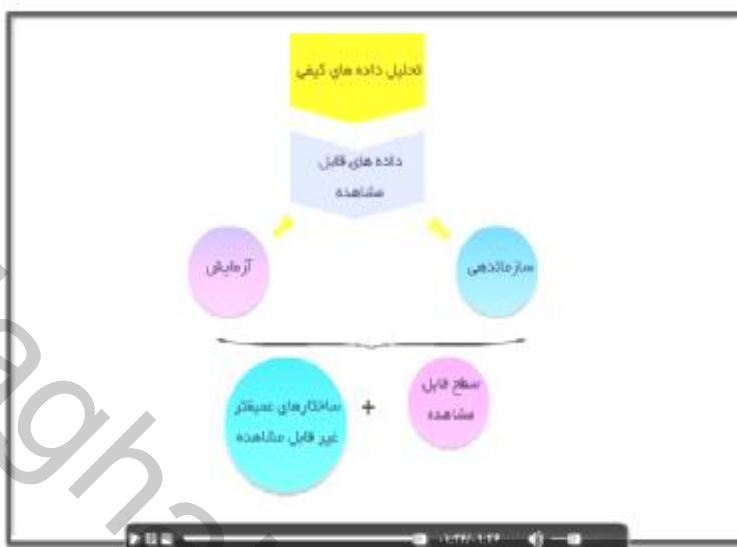 تحلیل داده های کیفی
داده های قابل
مشاهده
سازماندهی
آزمایش
سطح قابل
مشاهده
+
ساختارهای عمیقتر
غیر قابل مشاهده